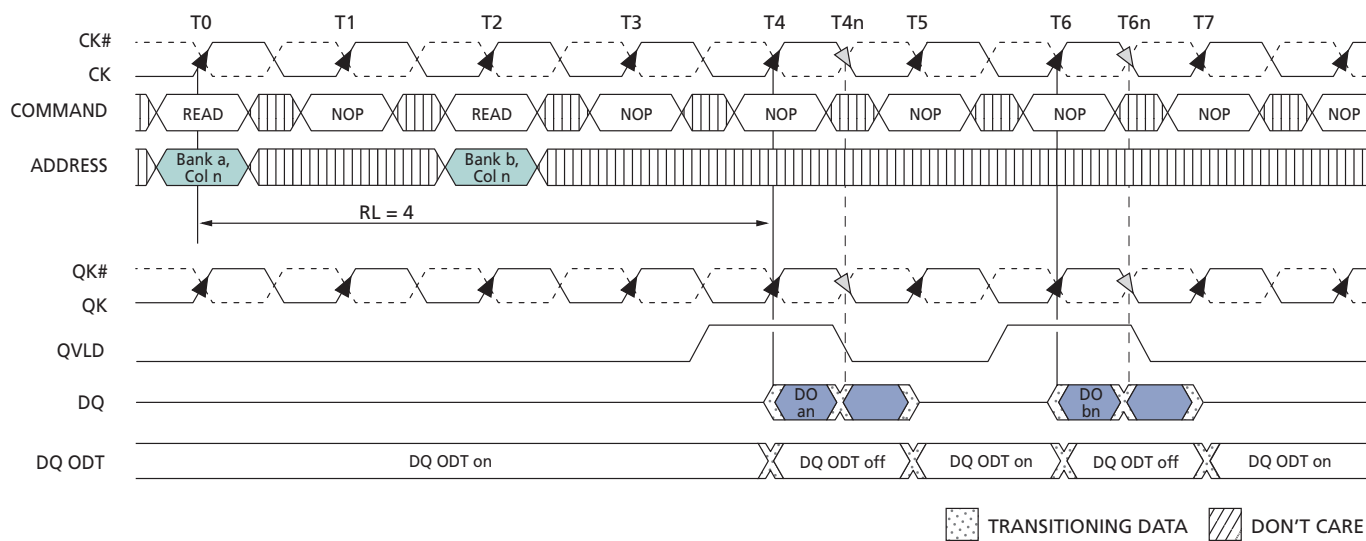 T0 T1 T2 T3 T4 T4n T5 T6 T6n T7
CK#
CK
COMMAND READ NOP READ NOP NOP NOP NOP NOP NOP
ADDRESS Bank a, Col n Bank b, Col n
RL = 4
QK#
QK
QVLD
DQ DO an DO bn
DQ ODT DQ ODT on DQ ODT off DQ ODT on DQ ODT off DQ ODT on
TRANSITIONING DATA DON'T CARE